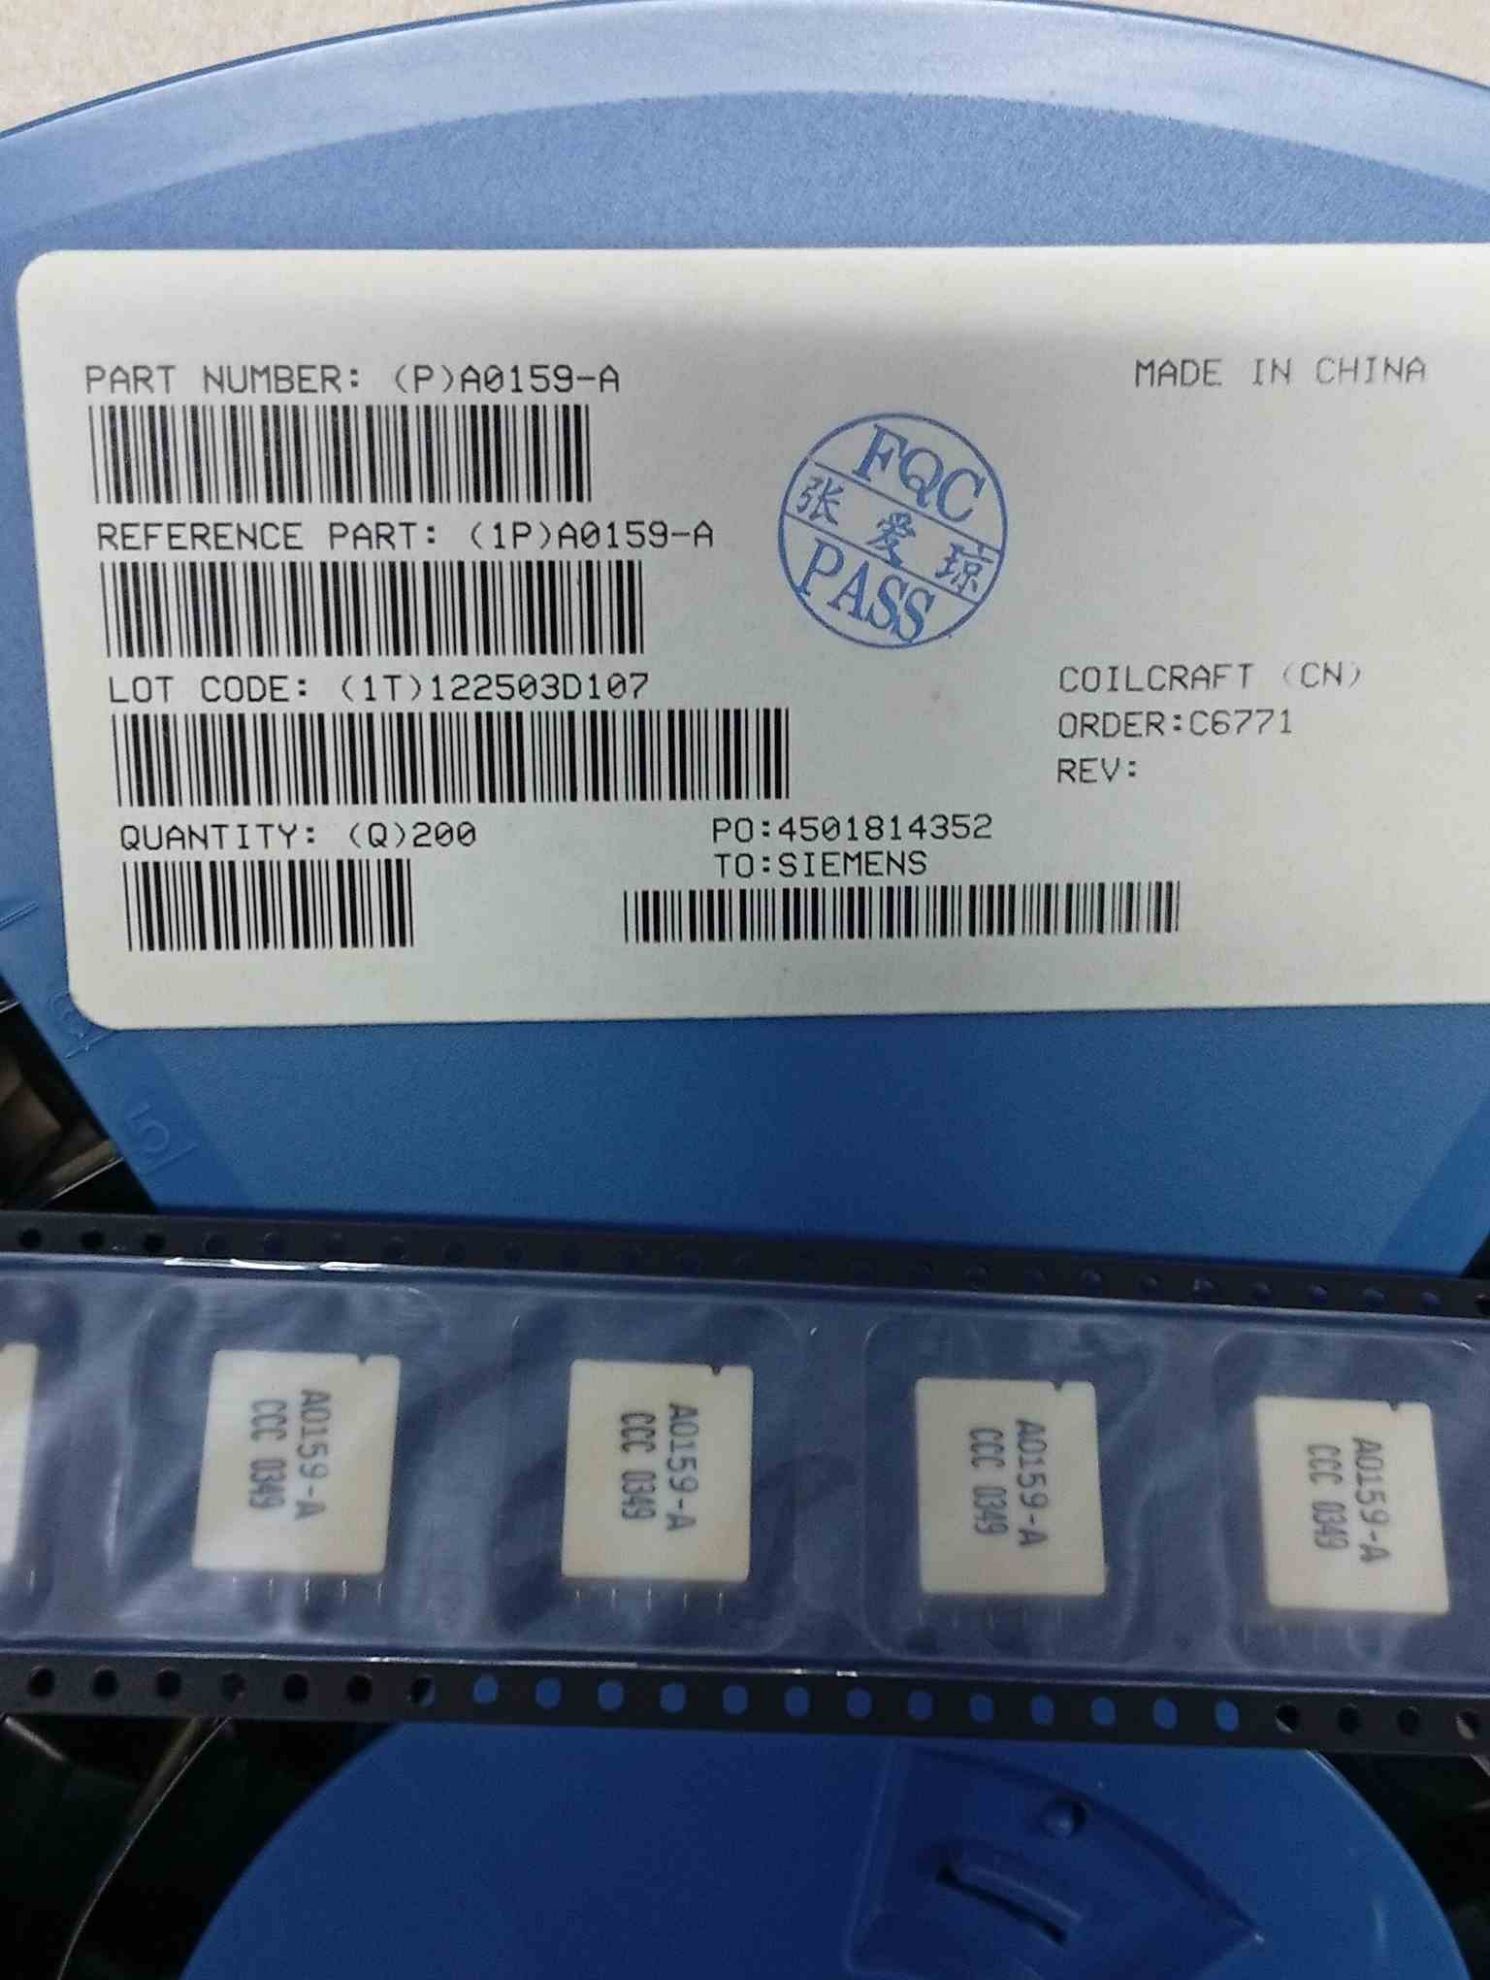 PART NUMBER: (P)A0159-A
MADE IN CHINA
FQC
张爱琼
PASS
REFERENCE PART: (1P)A0159-A
LOT CODE: (1T)122503D107
COILCRAFT (CN)
ORDER:C6771
REV:
QUANTITY: (Q)200
PO:4501814352
TO:SIEMENS
5
A0159-A
CCC 0349
A0159-A
CCC 0349
A0159-A
CCC 0349
A0159-A
CCC 0349